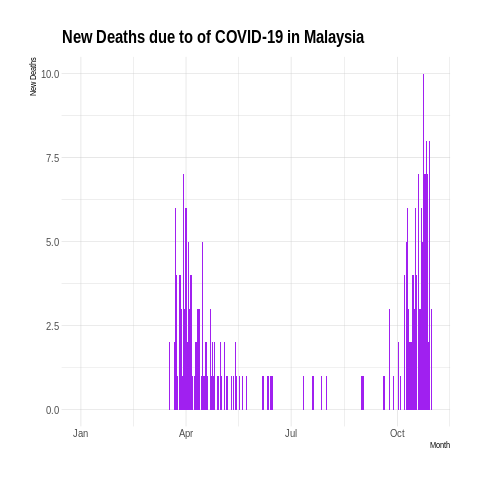 New Deaths due to of COVID-19 in Malaysia
New Deaths
10.0
7.5
5.0
2.5
0.0
Jan Apr Jul Oct
Month